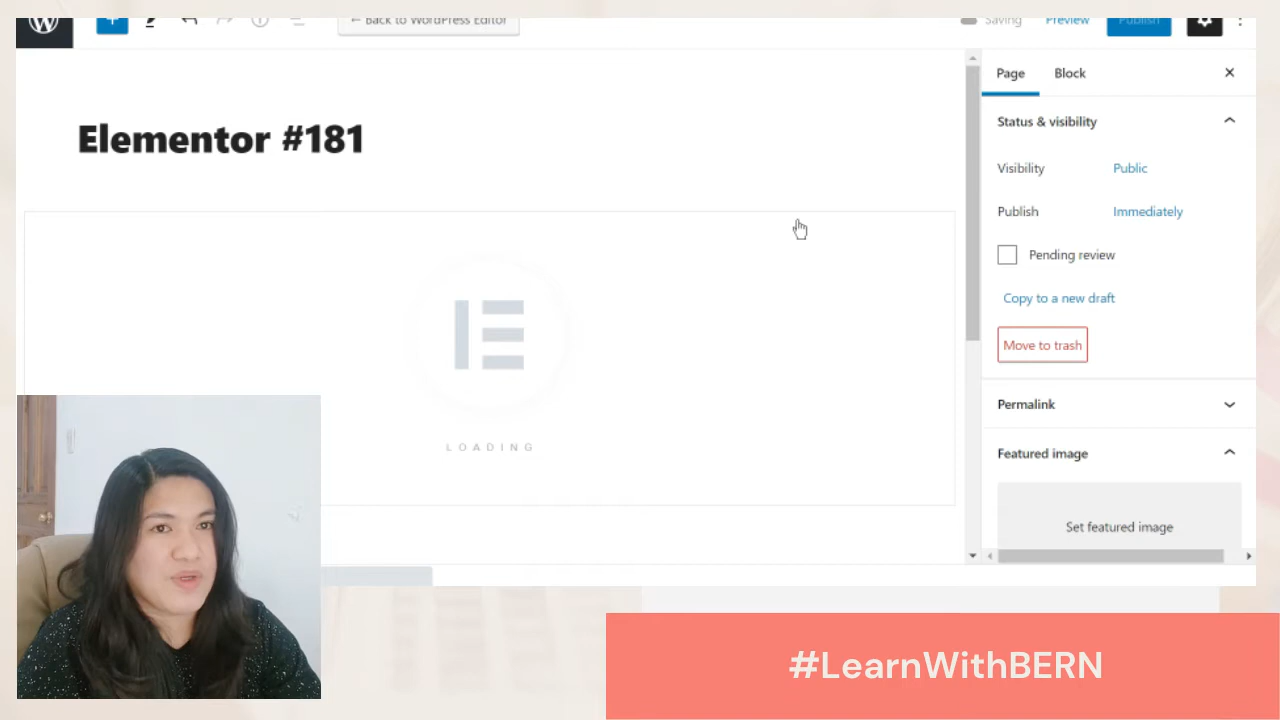 ← Back to WordPress Editor
Saving
Preview
Publish
Page
Block
Elementor #181
Status & visibility
Visibility
Public
Publish
Immediately
Pending review
Copy to a new draft
Move to trash
LOADING
Permalink
Featured image
Set featured image
#LearnWithBERN